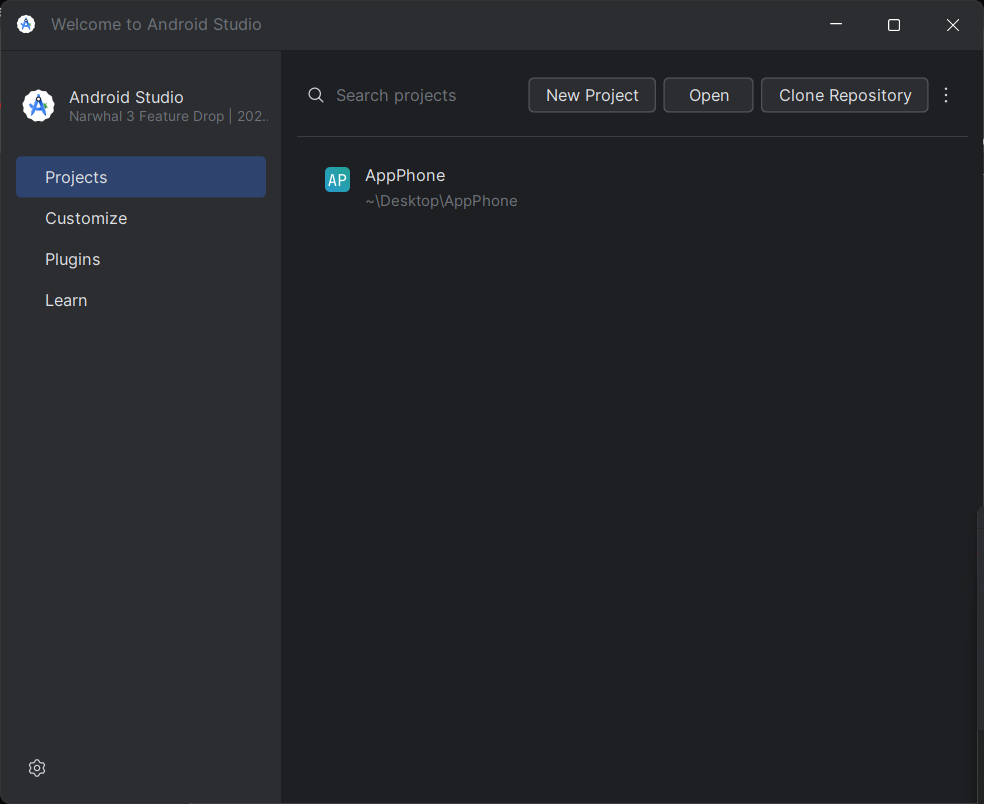 Welcome to Android Studio
Android Studio
Narwhal 3 Feature Drop | 202..
Projects
Customize
Plugins
Learn
Search projects
New Project
Open
Clone Repository
AP
AppPhone
~\Desktop\AppPhone